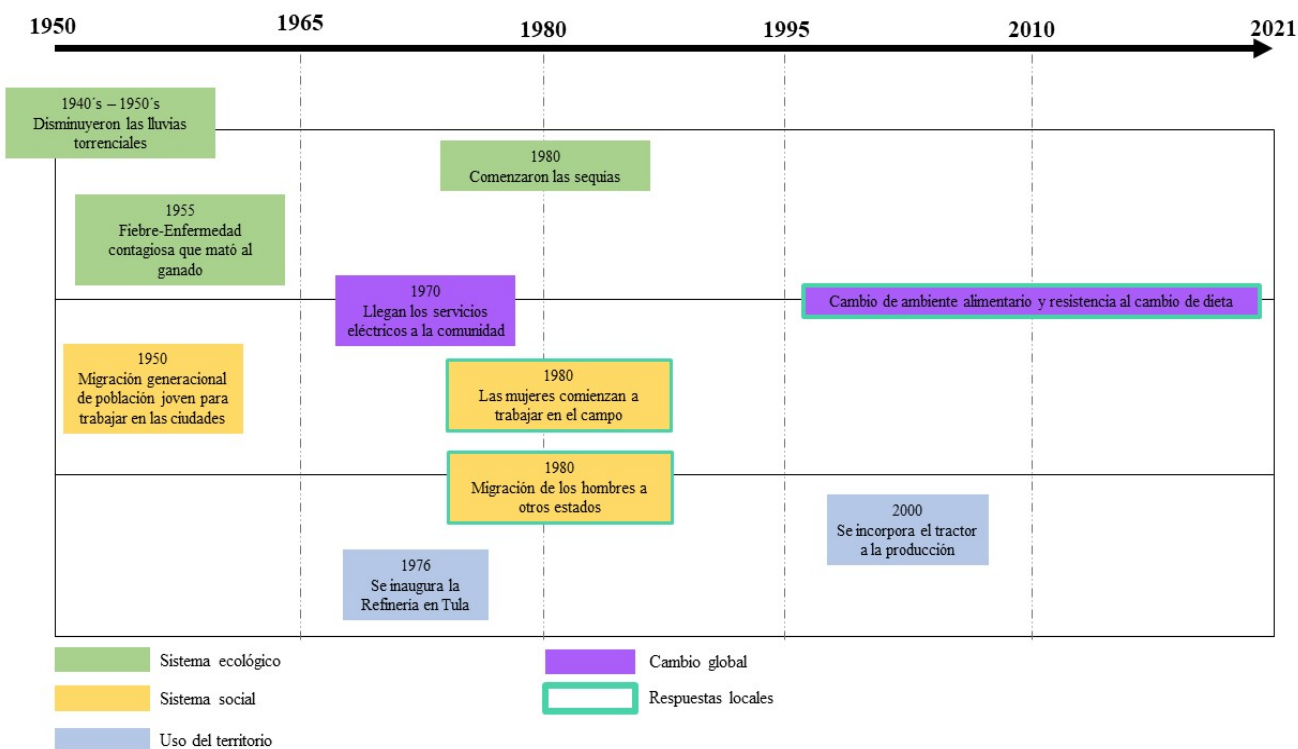 1950
1965
1980
1995
2010
2021
1940´s – 1950´s
Disminuyeron las lluvias
torrenciales
1980
Comenzaron las sequias
1955
Fiebre-Enfermedad
contagiosa que mató al
ganado
1970
Llegan los servicios
eléctricos a la comunidad
Cambio de ambiente alimentario y resistencia al cambio de dieta
1950
Migración generacional
de población joven para
trabajar en las ciudades
1980
Las mujeres comienzan a
trabajar en el campo
1980
Migración de los hombres a
otros estados
2000
Se incorpora el tractor
a la producción
1976
Se inaugura la
Refinería en Tula
Sistema ecológico
Sistema social
Uso del territorio
Cambio global
Respuestas locales